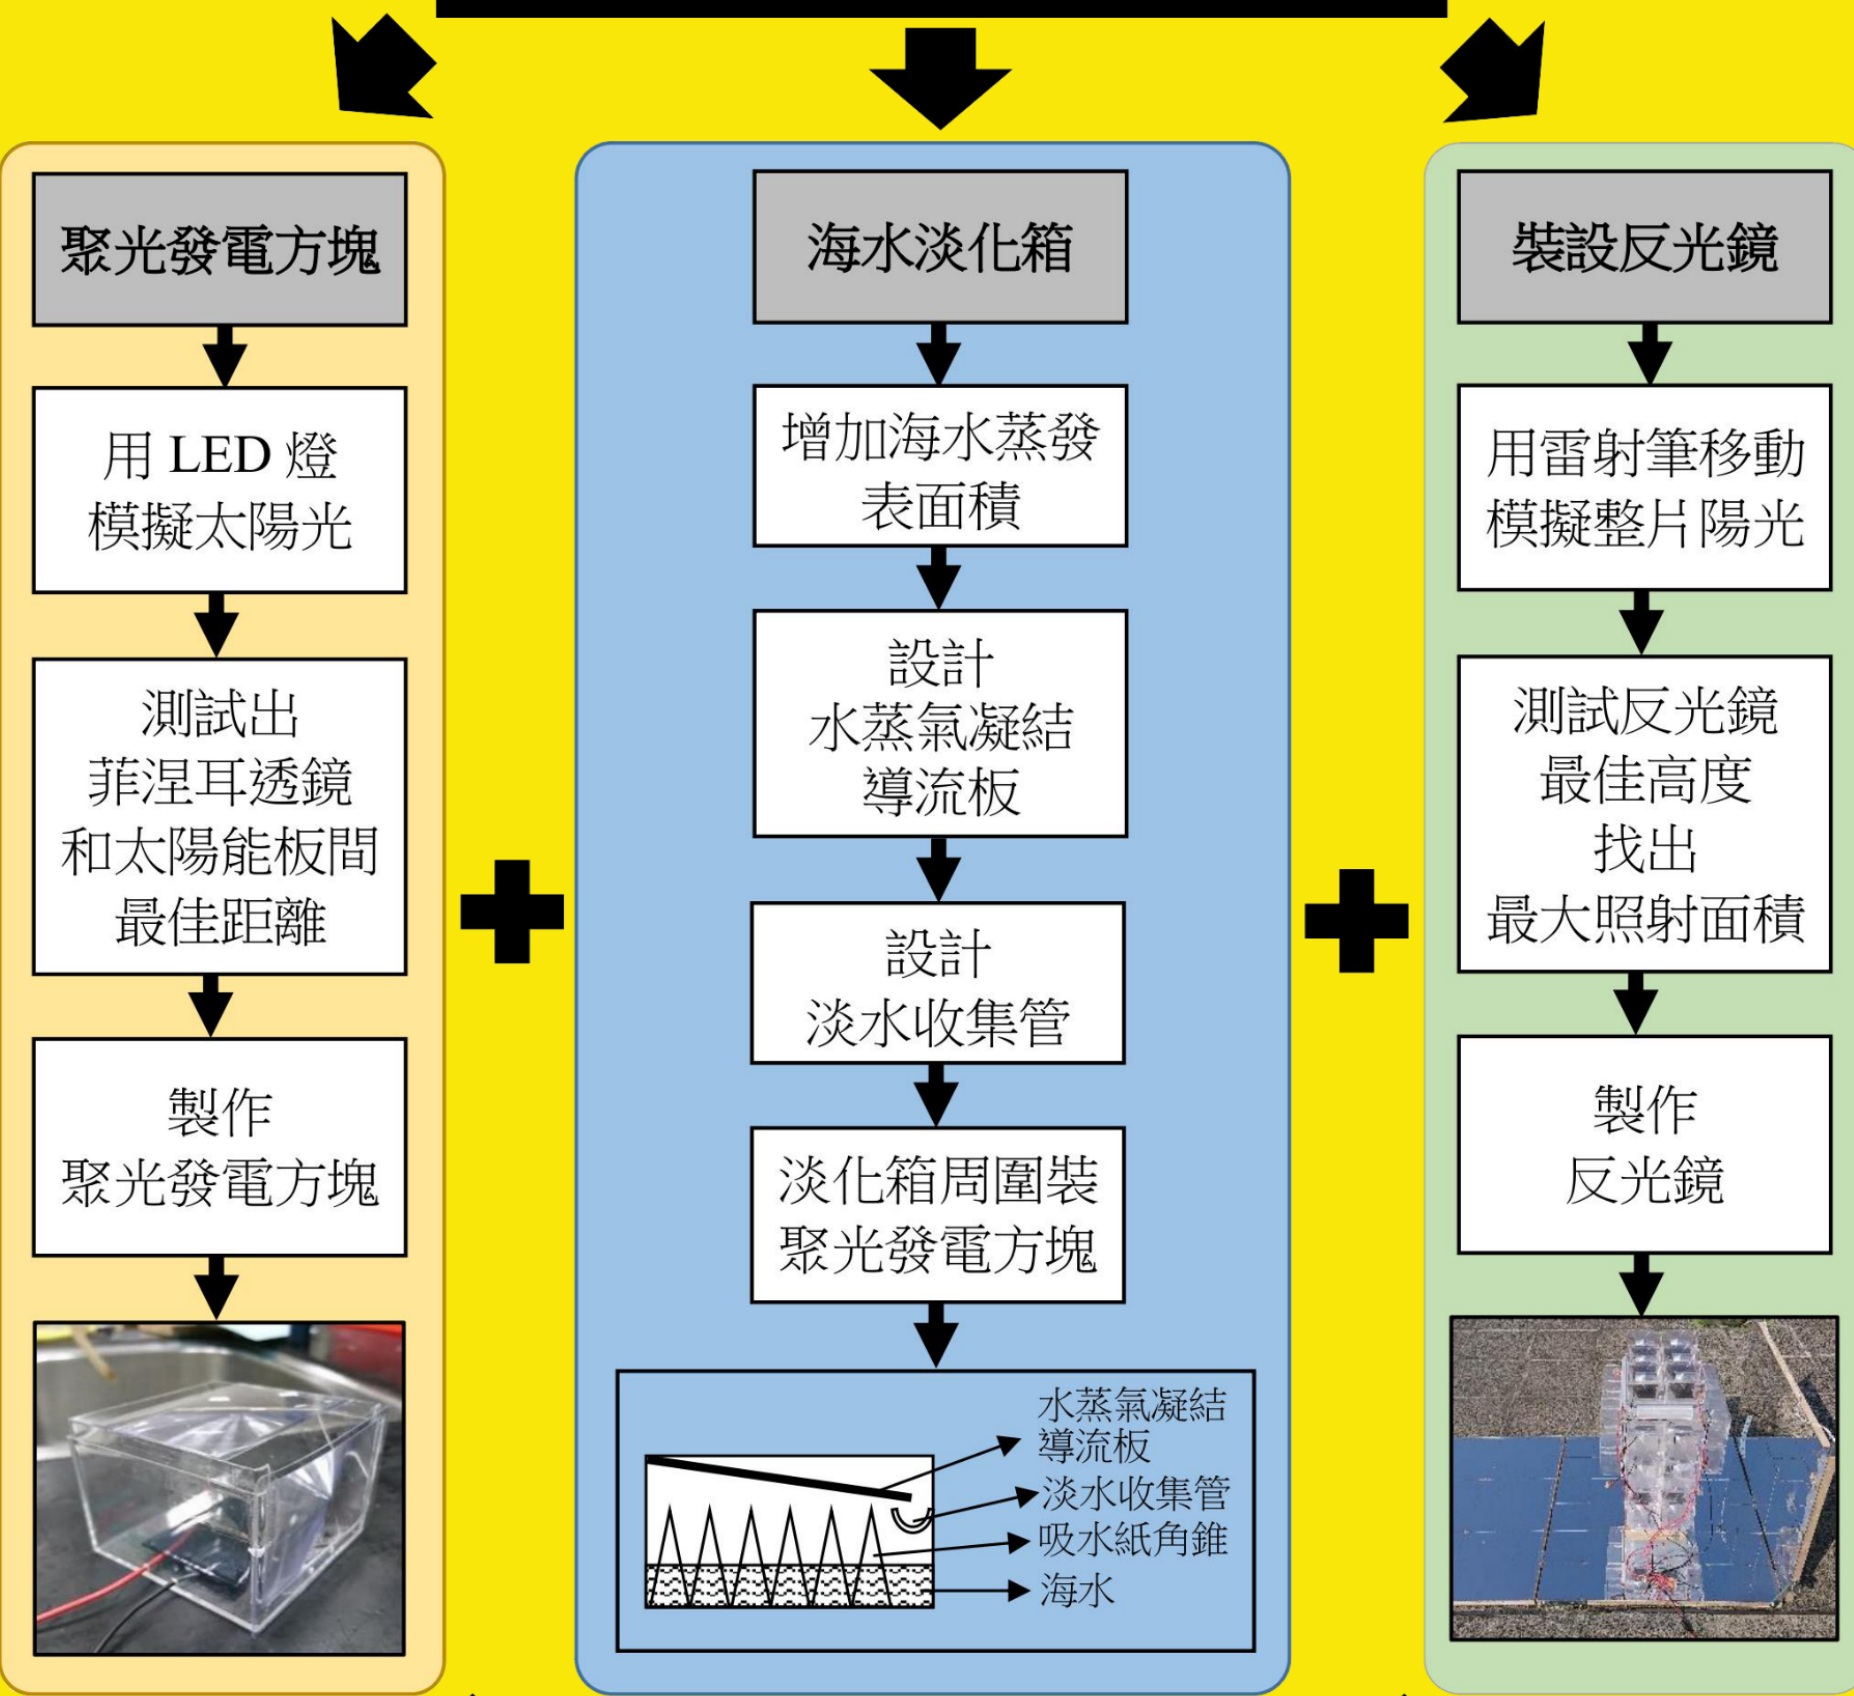 聚光發電方塊
用 LED 燈
模擬太陽光
測試出
菲涅耳透鏡
和太陽能板間
最佳距離
製作
聚光發電方塊
海水淡化箱
增加海水蒸發
表面積
設計
水蒸氣凝結
導流板
設計
淡水收集管
淡化箱周圍裝
聚光發電方塊
水蒸氣凝結
導流板
淡水收集管
吸水紙角錐
海水
裝設反光鏡
用雷射筆移動
模擬整片陽光
測試反光鏡
最佳高度
找出
最大照射面積
製作
反光鏡